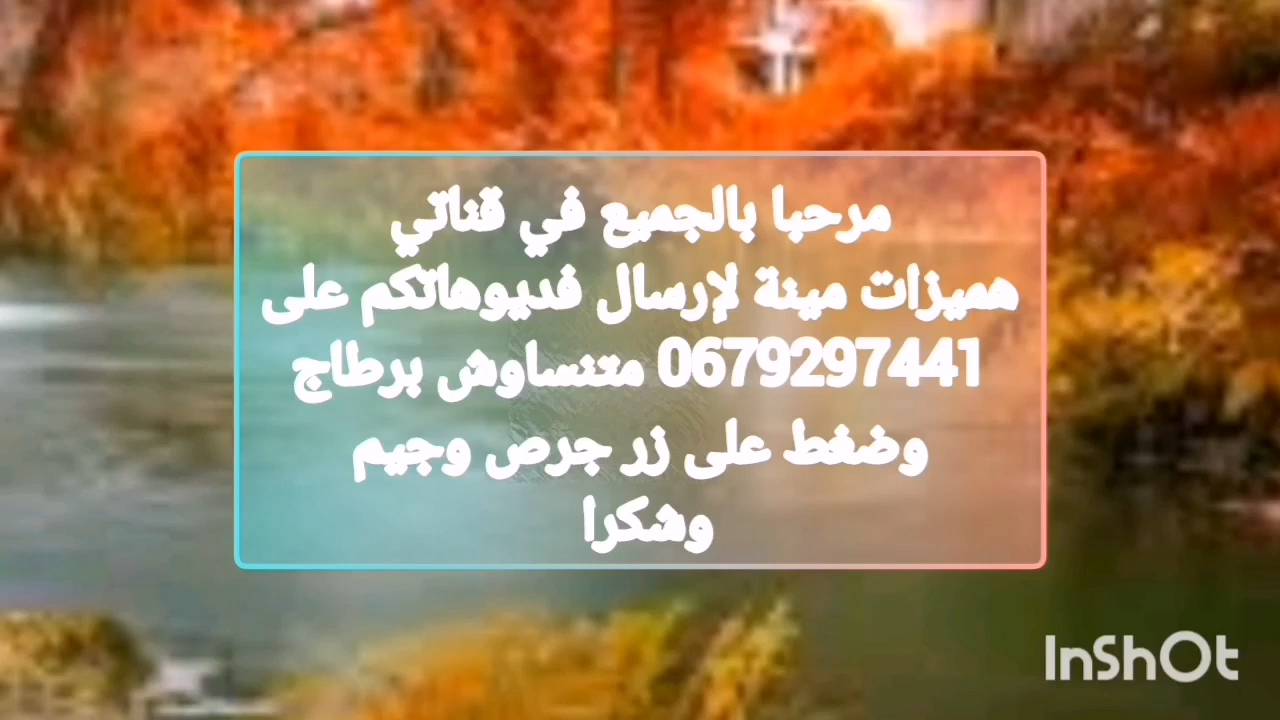 مرحبا بالجميع في قناتي
هميزات مينة لإرسال فديوهاتكم على
0679297441 متنساوش برطاج
وضغط على زر جرص وجيم
وشكرا
InShOt